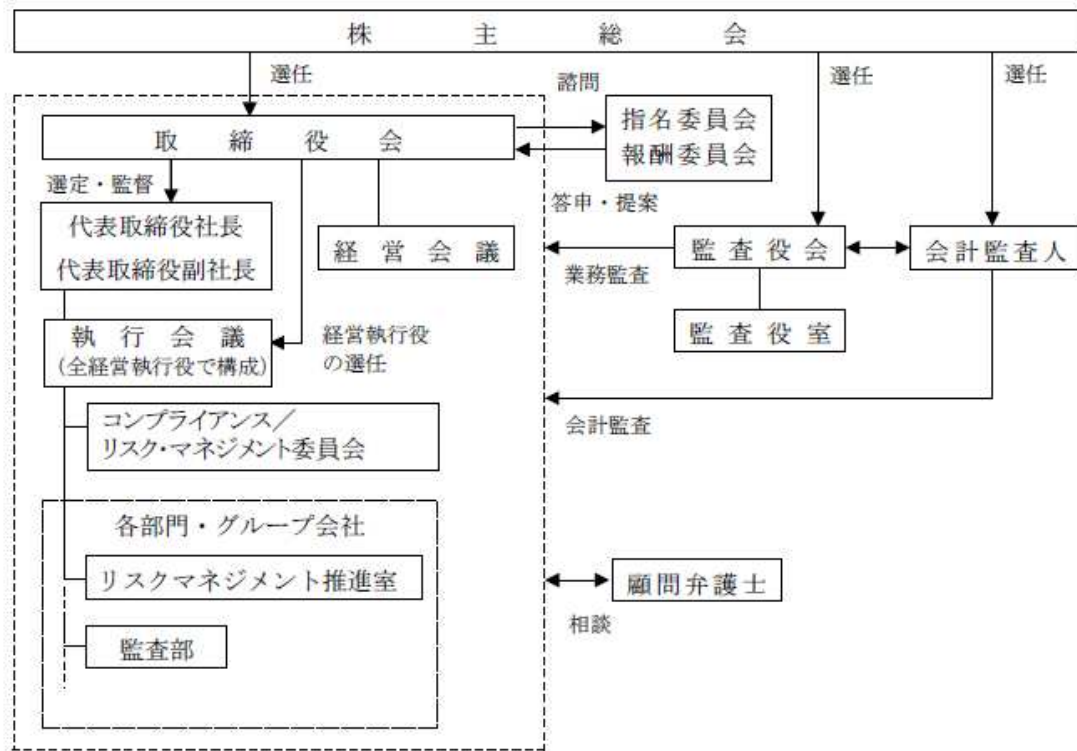 株主総会
選任
選任
選任
諮問
取締役会
指名委員会
報酬委員会
選定・監督
答申・提案
代表取締役社長
代表取締役副社長
経営会議
監査役会
会計監査人
業務監査
執行会議
(全経営執行役で構成)
経営執行役
の選任
監査役室
コンプライアンス/
リスク・マネジメント委員会
会計監査
各部門・グループ会社
リスクマネジメント推進室
顧問弁護士
相談
監査部